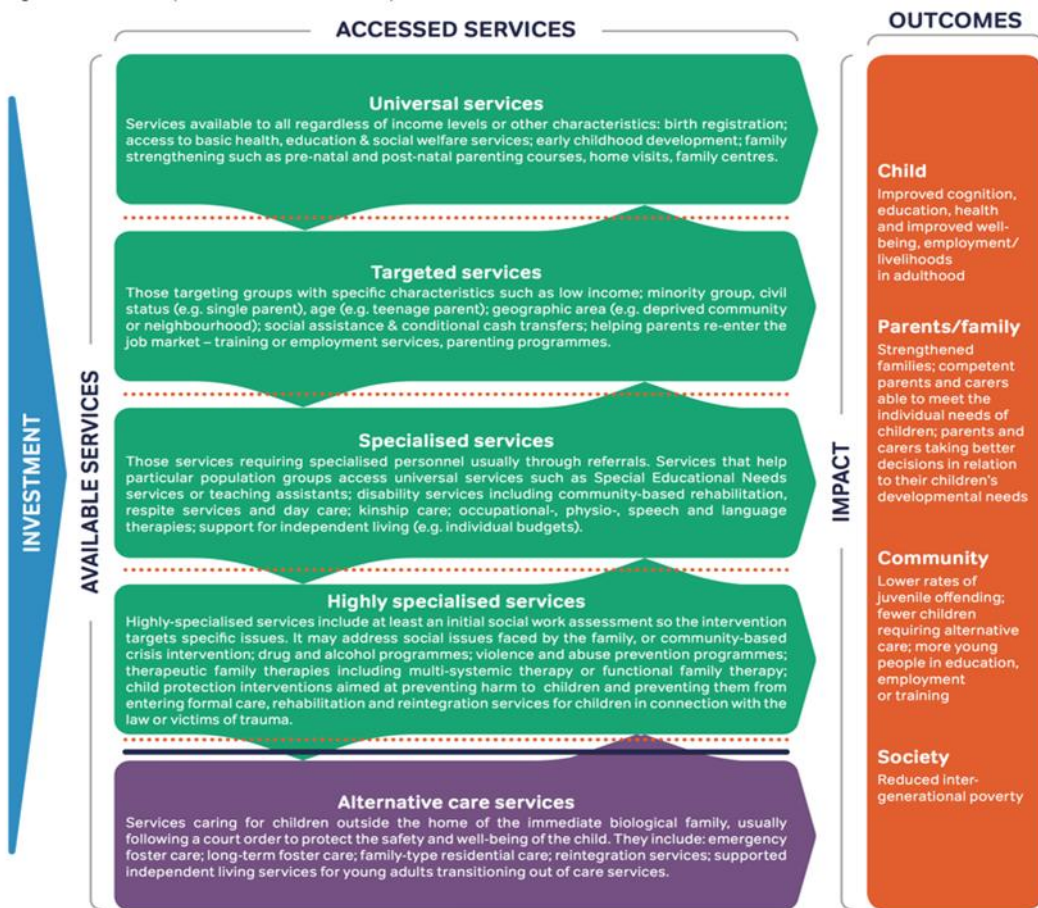 ACCESSED SERVICES
OUTCOMES
INVESTMENT
AVAILABLE SERVICES
Universal services
Services available to all regardless of income levels or other characteristics: birth registration;
access to basic health, education & social welfare services; early childhood development; family
strengthening such as pre-natal and post-natal parenting courses, home visits, family centres.
Targeted services
Those targeting groups with specific characteristics such as low income; minority group, civil
status (e.g. single parent), age (e.g. teenage parent); geographic area (e.g. deprived community
or neighbourhood); social assistance & conditional cash transfers; helping parents re-enter the
job market – training or employment services, parenting programmes.
Specialised services
Those services requiring specialised personnel usually through referrals. Services that help
particular population groups access universal services such as Special Educational Needs
services or teaching assistants; disability services including community-based rehabilitation,
respite services and day care; kinship care; occupational-, physio-, speech and language
therapies; support for independent living (e.g. individual budgets).
Highly specialised services
Highly-specialised services include at least an initial social work assessment so the intervention
targets specific issues. It may address social issues faced by the family, or community-based
crisis intervention; drug and alcohol programmes; violence and abuse prevention programmes;
therapeutic family therapies including multi-systemic therapy or functional family therapy;
child protection interventions aimed at preventing harm to children and preventing them from
entering formal care, rehabilitation and reintegration services for children in connection with the
law or victims of trauma.
Alternative care services
Services caring for children outside the home of the immediate biological family, usually
following a court order to protect the safety and well-being of the child. They include: emergency
foster care; long-term foster care; family-type residential care; reintegration services; supported
independent living services for young adults transitioning out of care services.
IMPACT
Child
Improved cognition,
education, health
and improved well-
being, employment/
livelihoods
in adulthood
Parents/family
Strengthened
families; competent
parents and carers
able to meet the
individual needs of
children; parents and
carers taking better
decisions in relation
to their children's
developmental needs
Community
Lower rates of
juvenile offending;
fewer children
requiring alternative
care; more young
people in education,
employment
or training
Society
Reduced inter-
generational poverty